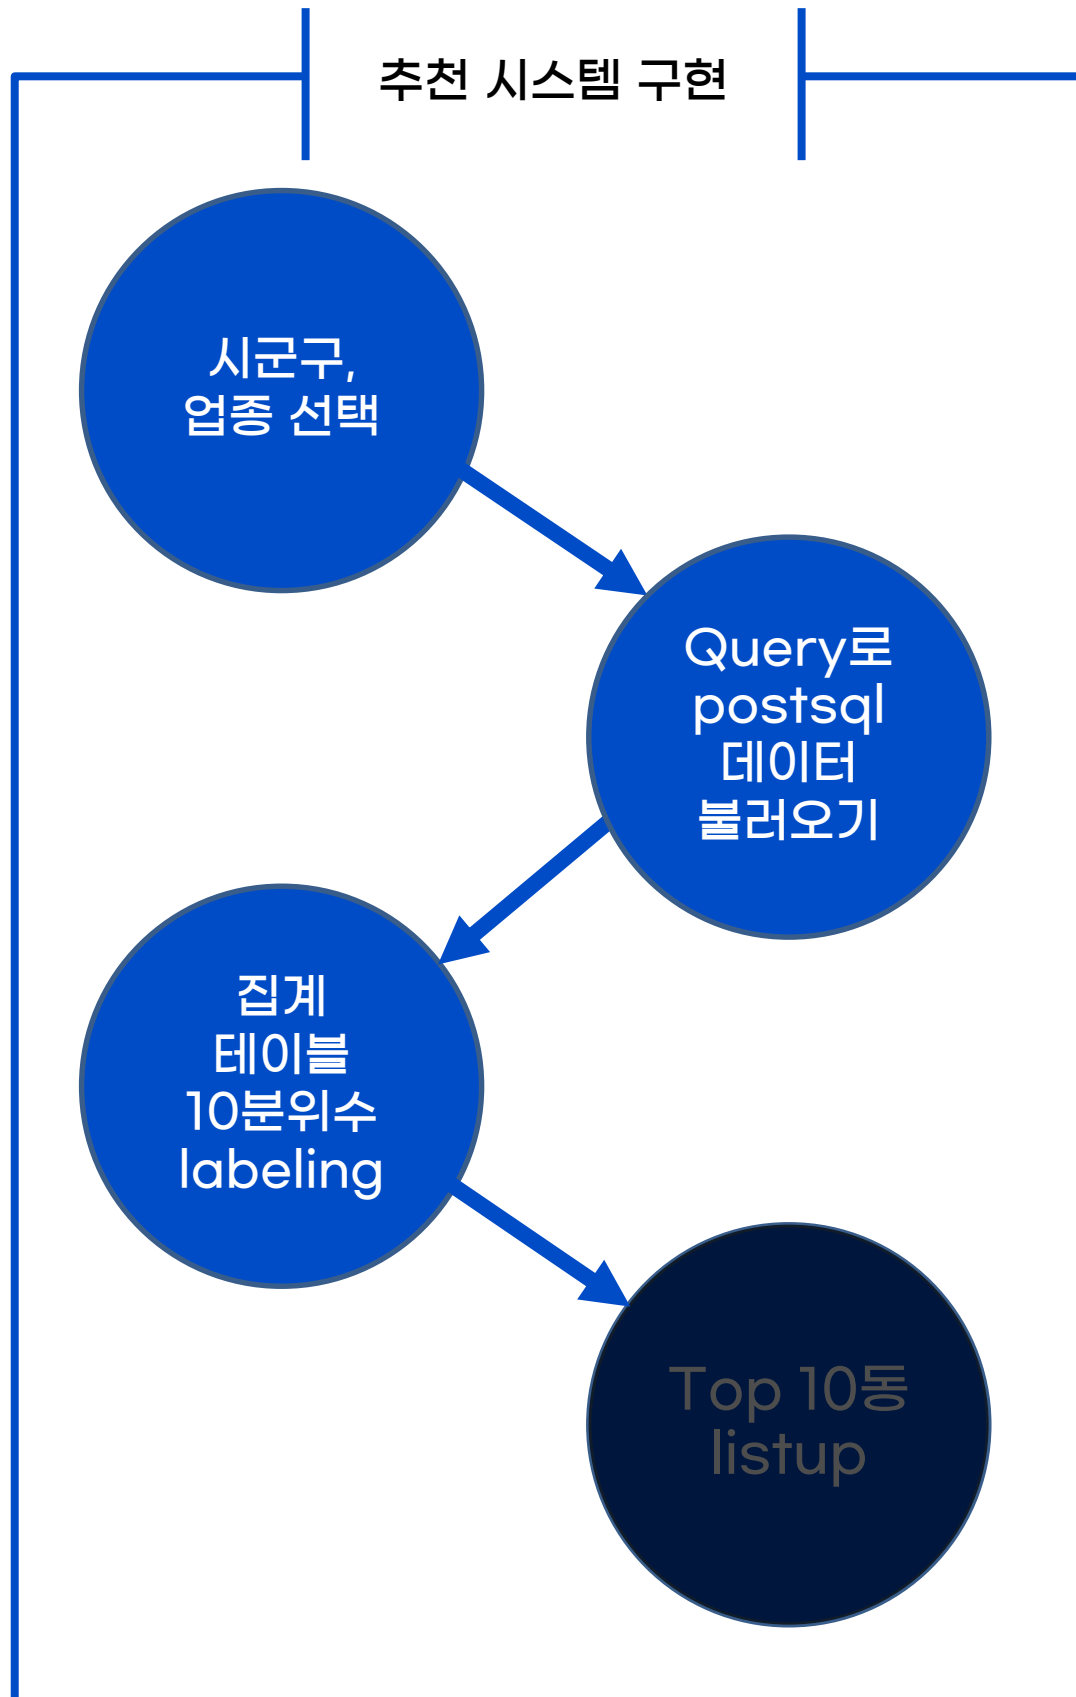 추천 시스템 구현
시군구,
업종 선택
Query로
postsql
데이터
불러오기
집계
테이블
10분위수
labeling
Top 10동
listup